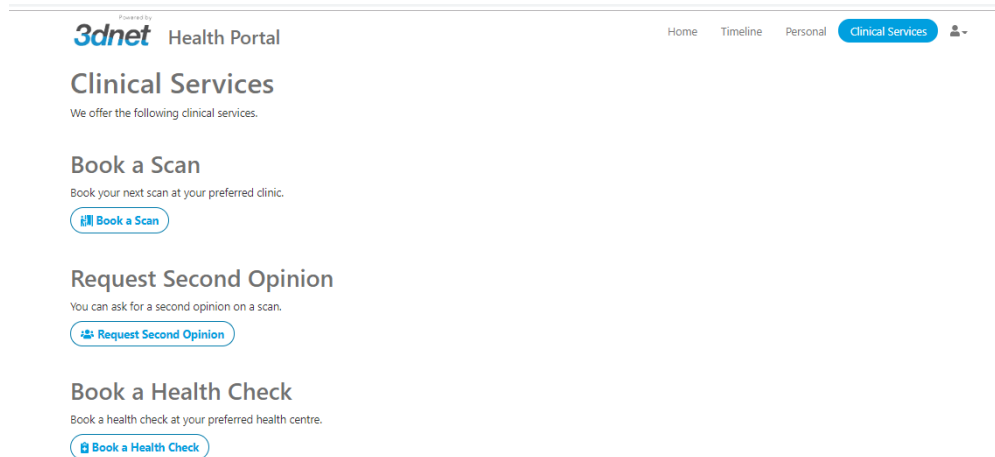 Powered by
3dnet Health Portal
Home Timeline Personal Clinical Services
Clinical Services
We offer the following clinical services.
Book a Scan
Book your next scan at your preferred clinic.
Book a Scan
Request Second Opinion
You can ask for a second opinion on a scan.
Request Second Opinion
Book a Health Check
Book a health check at your preferred health centre.
Book a Health Check